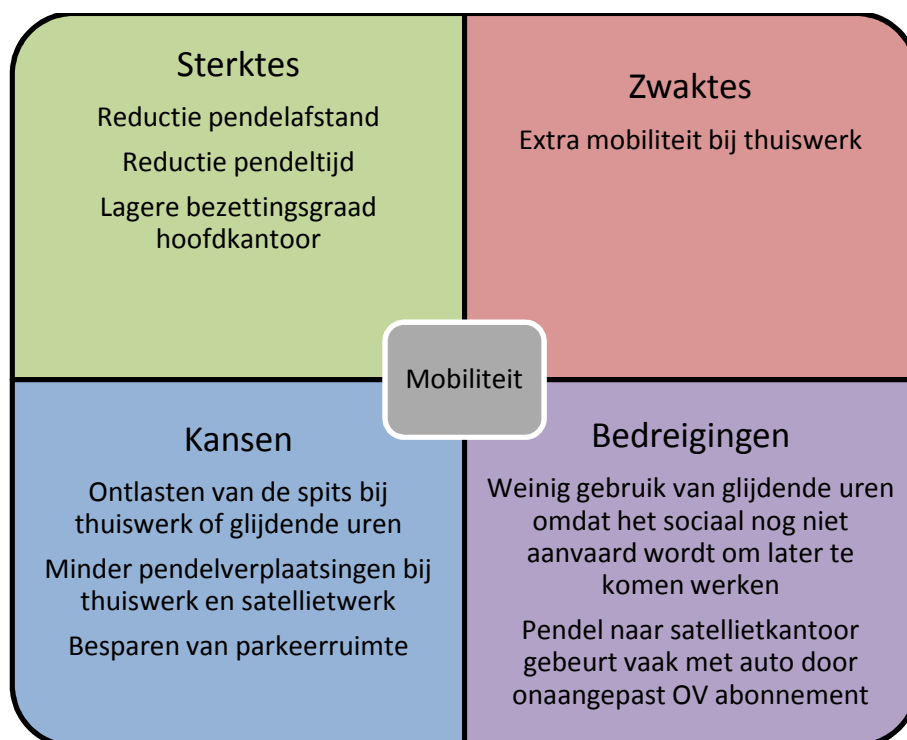 Sterktes
Reductie pendelafstand
Reductie pendeltijd
Lagere bezettingsgraad
hoofdkantoor
Zwaktes
Extra mobiliteit bij thuiswerk
Mobiliteit
Kansen
Ontlasten van de spits bij
thuiswerk of glijdende uren
Minder pendelverplaatsingen bij
thuiswerk en satellietwerk
Besparen van parkeerruimte
Bedreigingen
Weinig gebruik van glijdende uren
omdat het sociaal nog niet
aanvaard wordt om later te
komen werken
Pendel naar satellietkantoor
gebeurt vaak met auto door
onaangepast OV abonnement